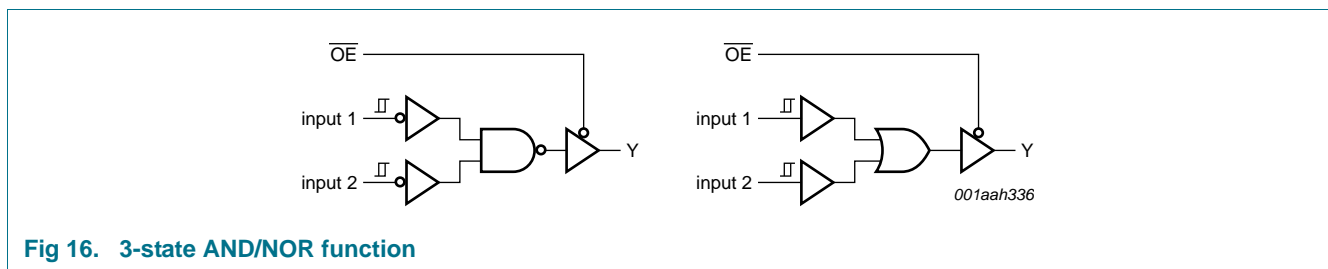 OE OE
input 1 Y input 1 Y
input 2 input 2
001aah336
Fig 16. 3-state AND/NOR function